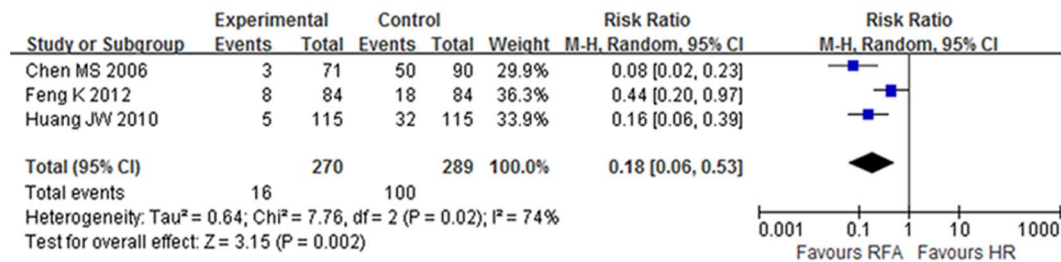 Experimental Control Risk Ratio Risk Ratio
Study or Subgroup Events Total Events Total Weight M-H, Random, 95% CI M-H, Random, 95% CI
Chen MS 2006 3 71 50 90 29.9% 0.08 [0.02, 0.23]
Feng K 2012 8 84 18 84 36.3% 0.44 [0.20, 0.97]
Huang JW 2010 5 115 32 115 33.9% 0.16 [0.06, 0.39]
Total (95% CI) 270 289 100.0% 0.18 [0.06, 0.53]
Total events 16 100
Heterogeneity: Tau² = 0.64; Chi² = 7.76, df = 2 (P = 0.02); I² = 74%
Test for overall effect: Z = 3.15 (P = 0.002)
0.001 0.1 1 10 1000
Favours RFA Favours HR